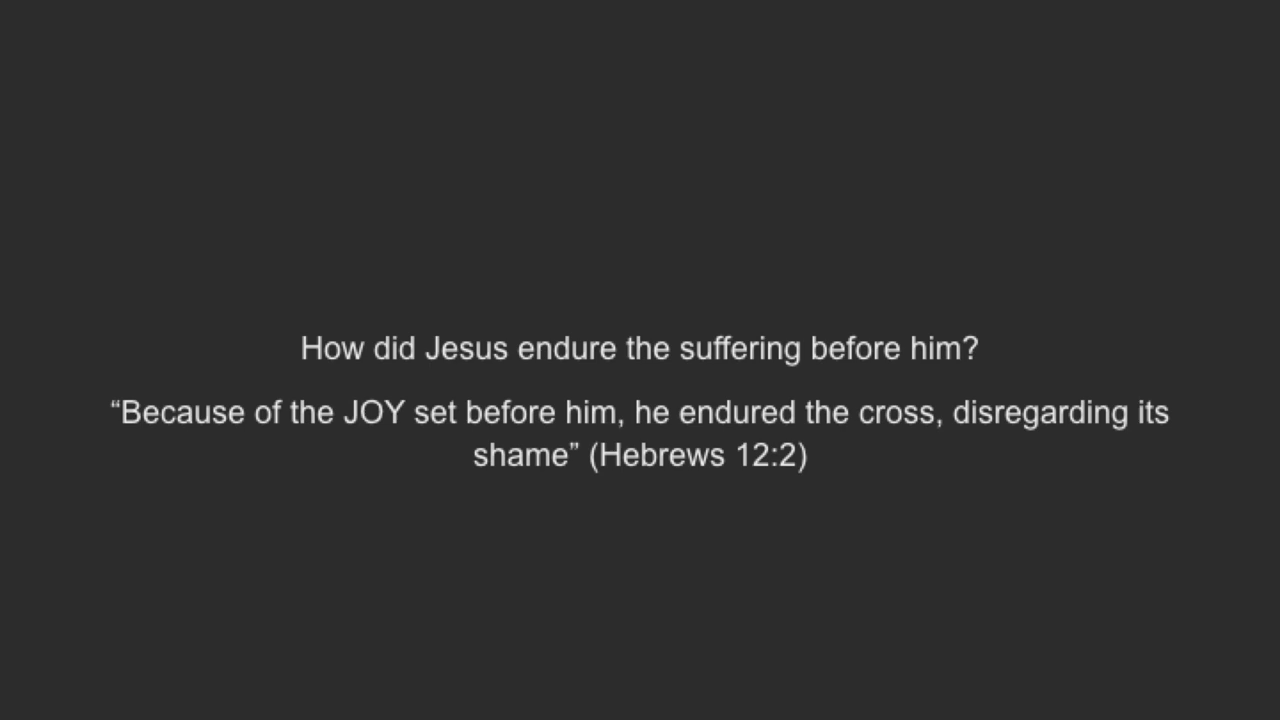 How did Jesus endure the suffering before him?
“Because of the JOY set before him, he endured the cross, disregarding its
shame” (Hebrews 12:2)